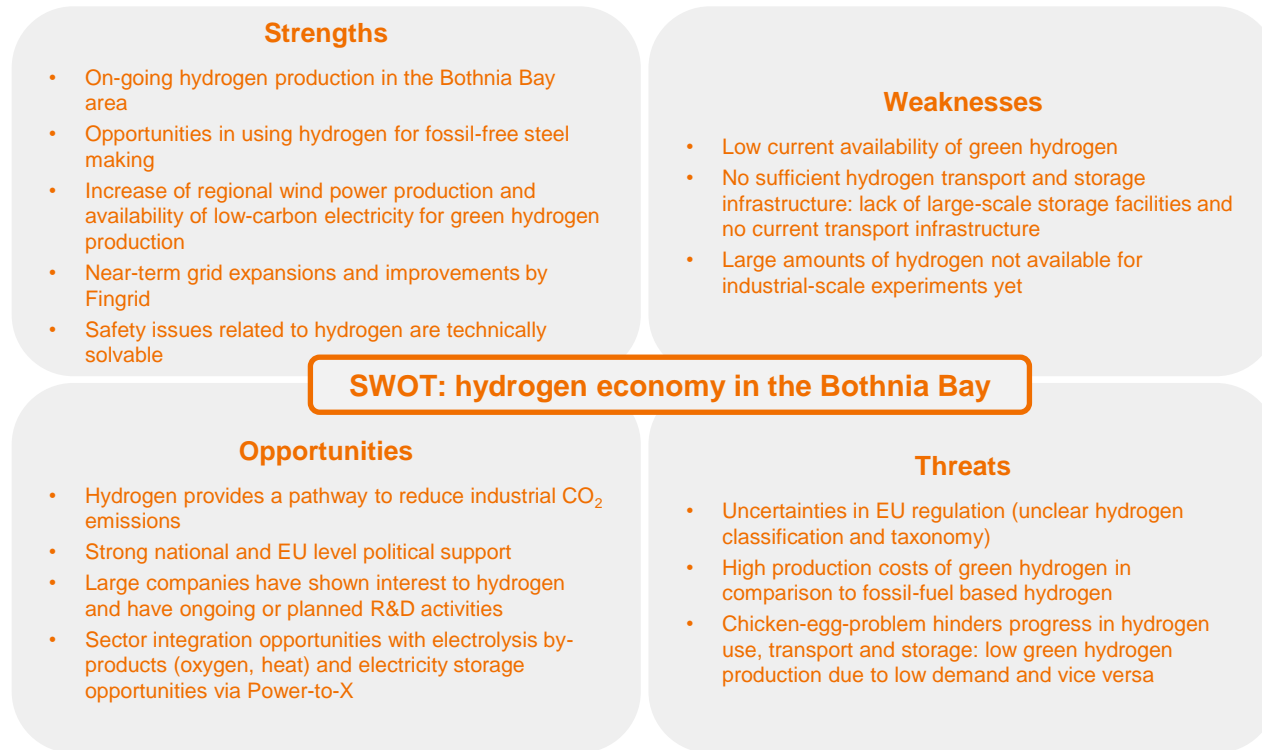 Strengths
• On-going hydrogen production in the Bothnia Bay
area
• Opportunities in using hydrogen for fossil-free steel
making
• Increase of regional wind power production and
availability of low-carbon electricity for green hydrogen
production
• Near-term grid expansions and improvements by
Fingrid
• Safety issues related to hydrogen are technically
solvable
Weaknesses
• Low current availability of green hydrogen
• No sufficient hydrogen transport and storage
infrastructure: lack of large-scale storage facilities and
no current transport infrastructure
• Large amounts of hydrogen not available for
industrial-scale experiments yet
SWOT: hydrogen economy in the Bothnia Bay
Opportunities
• Hydrogen provides a pathway to reduce industrial CO₂
emissions
• Strong national and EU level political support
• Large companies have shown interest to hydrogen
and have ongoing or planned R&D activities
• Sector integration opportunities with electrolysis by-
products (oxygen, heat) and electricity storage
opportunities via Power-to-X
Threats
• Uncertainties in EU regulation (unclear hydrogen
classification and taxonomy)
• High production costs of green hydrogen in
comparison to fossil-fuel based hydrogen
• Chicken-egg-problem hinders progress in hydrogen
use, transport and storage: low green hydrogen
production due to low demand and vice versa